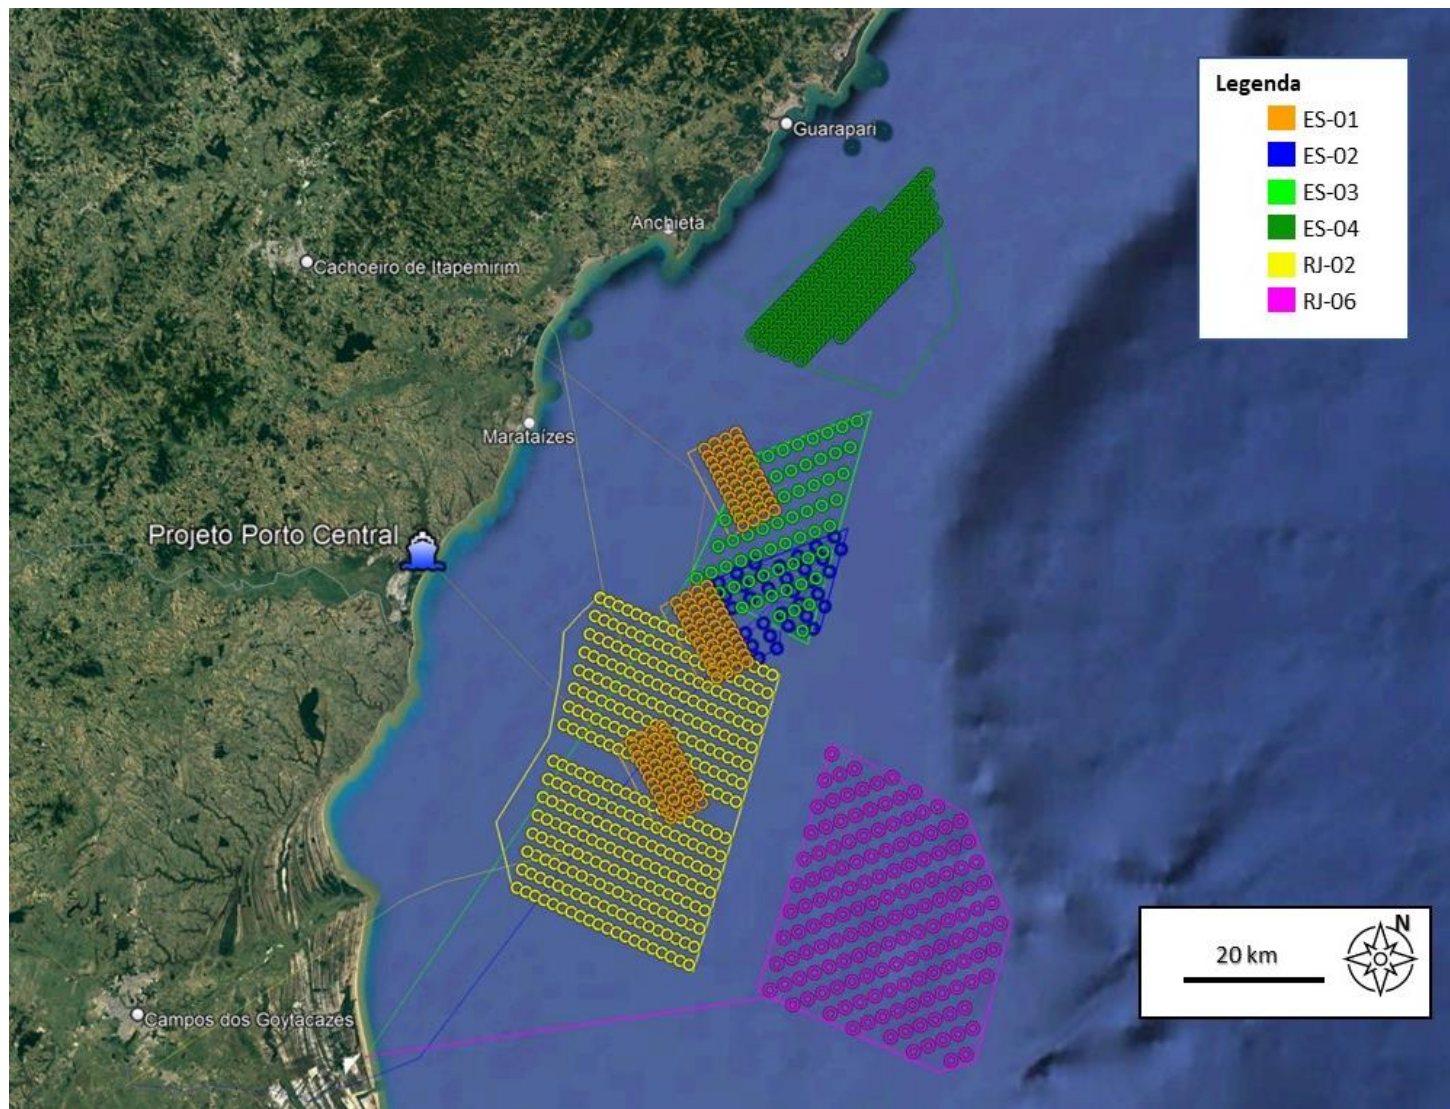 Legenda
ES-01
ES-02
ES-03
ES-04
RJ-02
RJ-06
Guarapari
Anchieta
Cachoeiro de Itapemirim
Marataízes
Projeto Porto Central
Campos dos Goytacazes
N
20 km